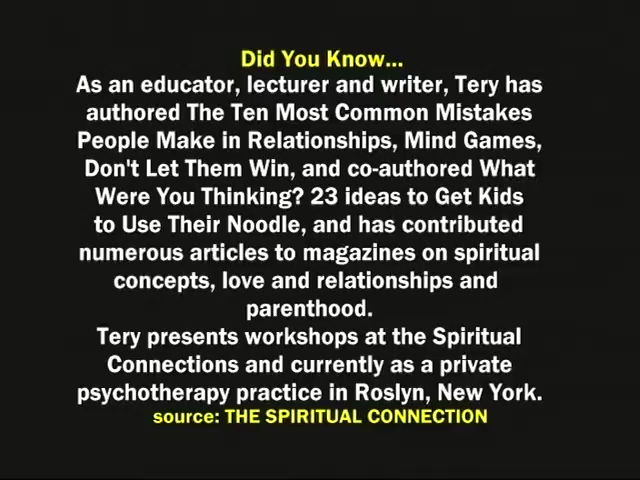 Did You Know...
As an educator, lecturer and writer, Tery has
authored The Ten Most Common Mistakes
People Make in Relationships, Mind Games,
Don't Let Them Win, and co-authored What
Were You Thinking? 23 ideas to Get Kids
to Use Their Noodle, and has contributed
numerous articles to magazines on spiritual
concepts, love and relationships and
parenthood.
Tery presents workshops at the Spiritual
Connections and currently as a private
psychotherapy practice in Roslyn, New York.
source: THE SPIRITUAL CONNECTION